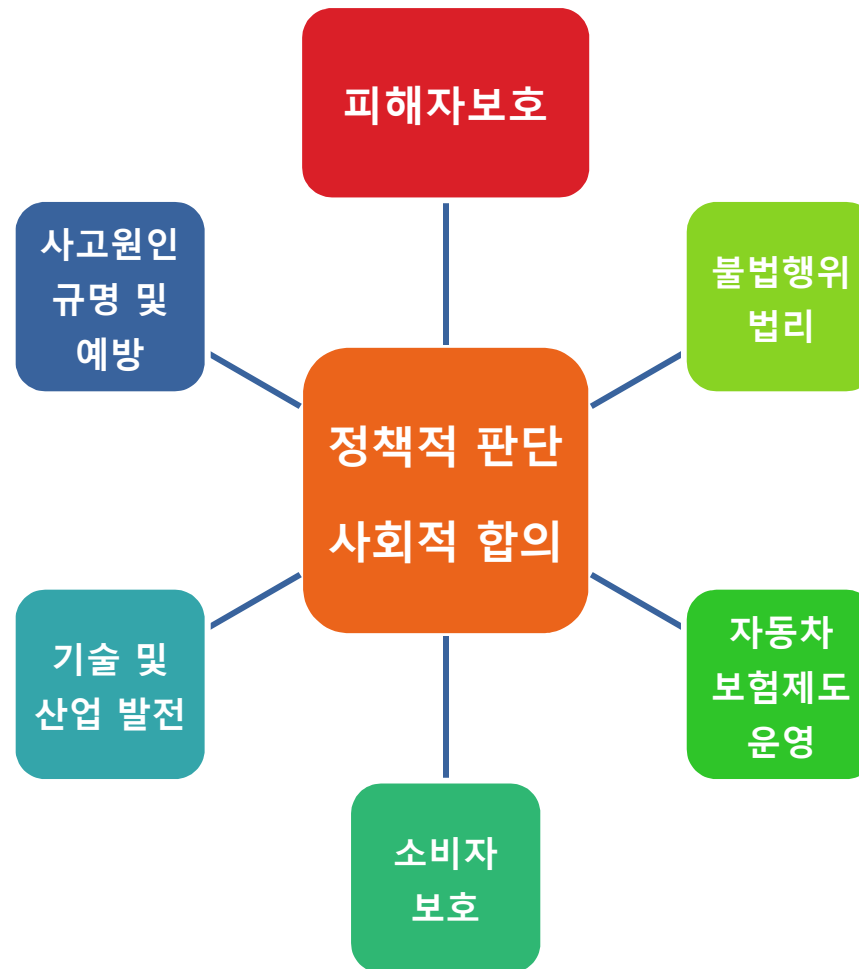 피해자보호
사고원인
규명 및
예방
불법행위
법리
정책적 판단
사회적 합의
기술 및
산업 발전
자동차
보험제도
운영
소비자
보호